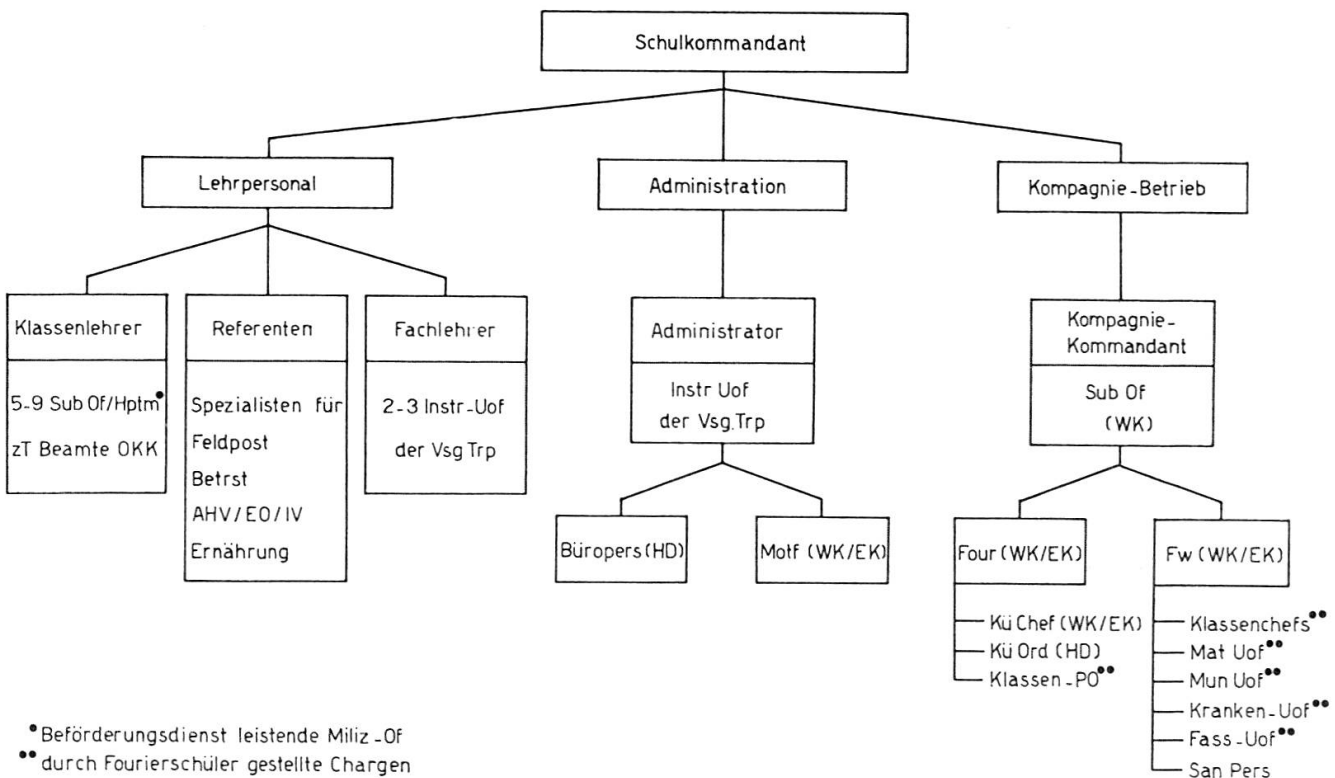 Schulkommandant
Lehrpersonal
Administration
Kompagnie-Betrieb
Klassenlehrer
5-9 Sub Of/Hptm•
zT Beamte OKK
Referenten
Spezialisten für
Feldpost
Betrst
AHV/EO/IV
Ernährung
Fachlehrer
2-3 Instr-Uof
der Vsg Trp
Administrator
Instr Uof
der Vsg.Trp
Büropers (HD)
Motf (WK/EK)
Kompagnie-
Kommandant
Sub Of
(WK)
Four (WK/EK)
Kü Chef (WK/EK)
Kü Ord (HD)
Klassen-PO••
Fw (WK/EK)
Klassenchefs••
Mat Uof••
Mun Uof••
Kranken-Uof••
Fass-Uof••
San Pers
• Beförderungsdienst leistende Miliz-Of
•• durch Fourierschüler gestellte Chargen